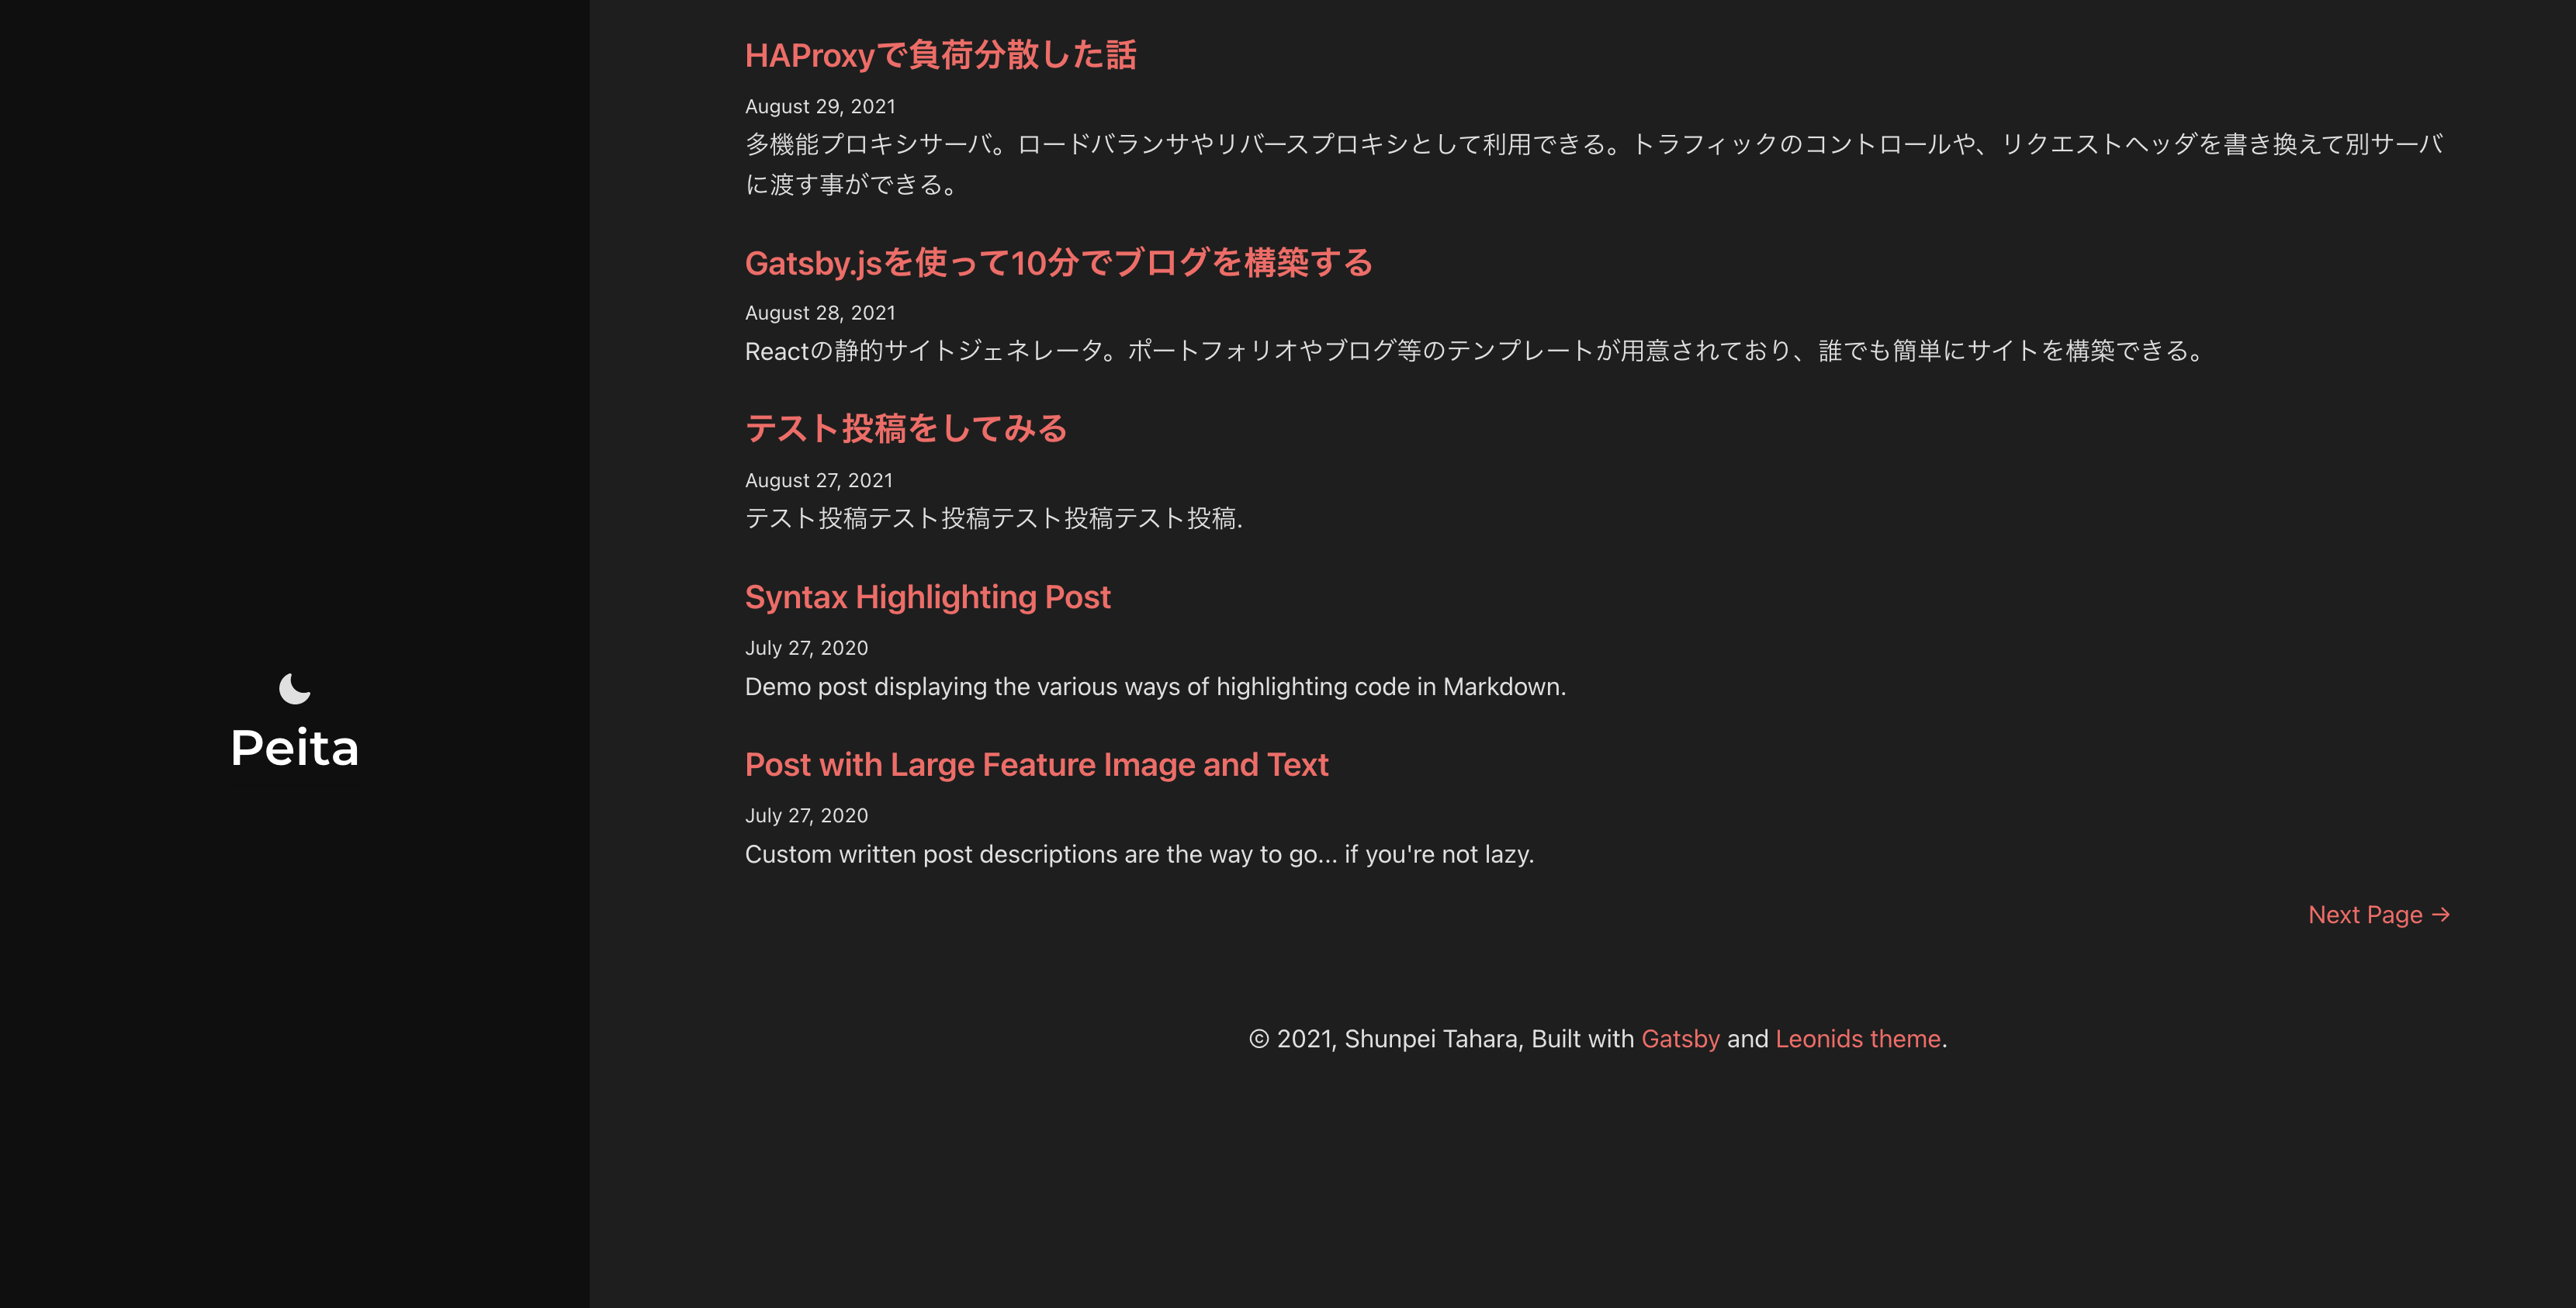 Peita
HAProxyで負荷分散した話
August 29, 2021
多機能プロキシサーバ。ロードバランサやリバースプロキシとして利用できる。トラフィックのコントロールや、リクエストヘッダを書き換えて別サーバ
に渡す事ができる。
Gatsby.jsを使って10分でブログを構築する
August 28, 2021
Reactの静的サイトジェネレータ。ポートフォリオやブログ等のテンプレートが用意されており、誰でも簡単にサイトを構築できる。
テスト投稿をしてみる
August 27, 2021
テスト投稿テスト投稿テスト投稿テスト投稿.
Syntax Highlighting Post
July 27, 2020
Demo post displaying the various ways of highlighting code in Markdown.
Post with Large Feature Image and Text
July 27, 2020
Custom written post descriptions are the way to go... if you're not lazy.
Next Page →
© 2021, Shunpei Tahara, Built with Gatsby and Leonids theme.